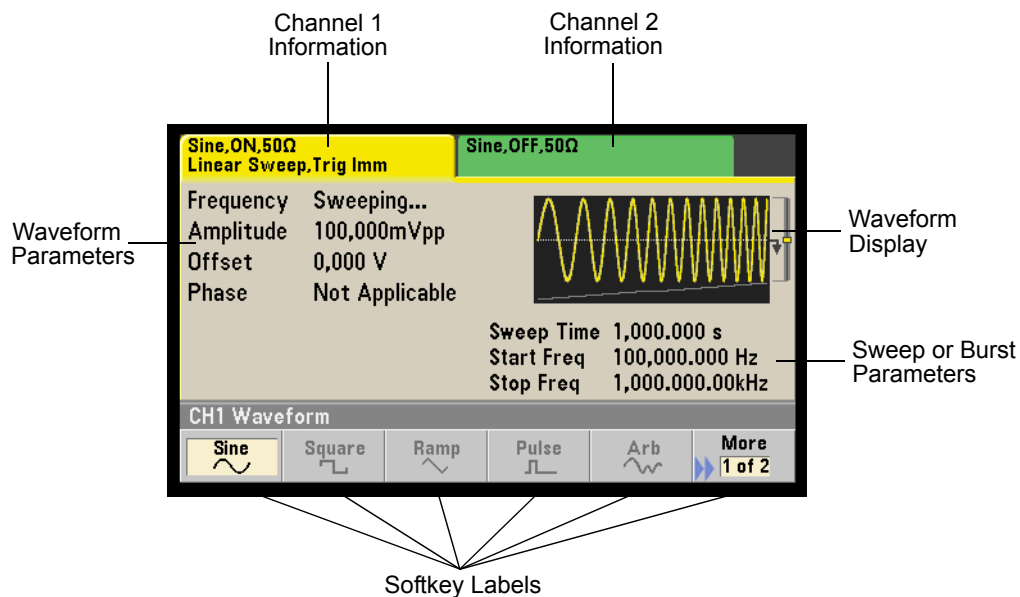 Channel 1
Information
Channel 2
Information
Sine,ON,50Ω
Linear Sweep,Trig Imm
Sine,OFF,50Ω
Waveform
Parameters
Frequency Sweeping...
Amplitude 100,000mVpp
Offset 0,000 V
Phase Not Applicable
Waveform
Display
Sweep Time 1,000.000 s
Start Freq 100,000.000 Hz
Stop Freq 1,000.000.00kHz
Sweep or Burst
Parameters
CH1 Waveform
Sine
Square
Ramp
Pulse
Arb
More
1 of 2
Softkey Labels